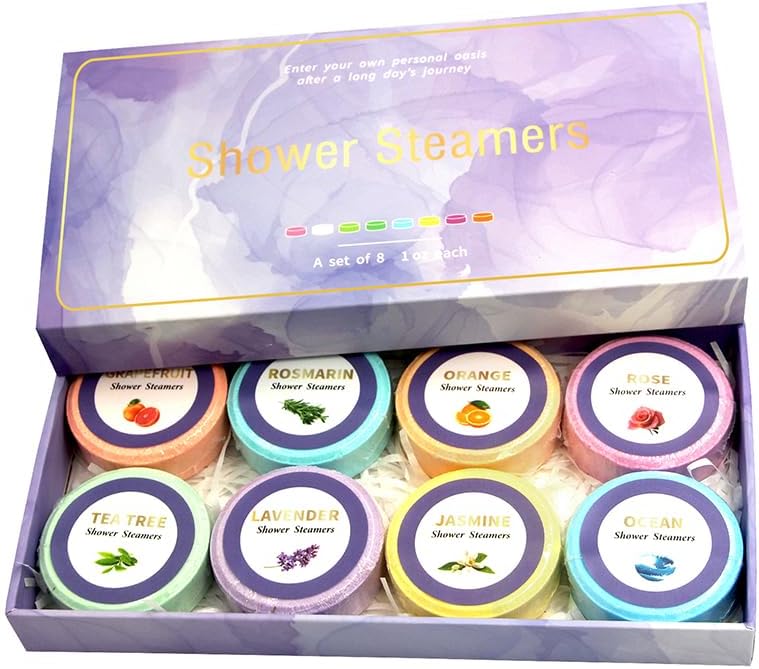 Enter your own personal oasis
after a long day's journey
Shower Steamers
A set of 8 1 oz each
GRAPEFRUIT
Shower Steamers
ROSMARIN
Shower Steamers
ORANGE
Shower Steamers
ROSE
Shower Steamers
TEA TREE
Shower Steamers
LAVENDER
Shower Steamers
JASMINE
Shower Steamers
OCEAN
Shower Steamers